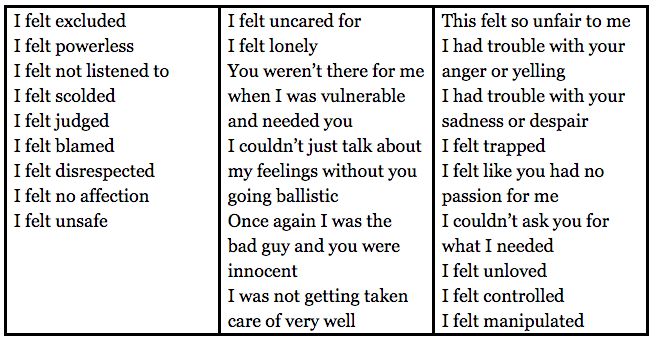 I felt excluded
I felt powerless
I felt not listened to
I felt scolded
I felt judged
I felt blamed
I felt disrespected
I felt no affection
I felt unsafe
I felt uncared for
I felt lonely
You weren’t there for me
when I was vulnerable
and needed you
I couldn’t just talk about
my feelings without you
going ballistic
Once again I was the
bad guy and you were
innocent
I was not getting taken
care of very well
This felt so unfair to me
I had trouble with your
anger or yelling
I had trouble with your
sadness or despair
I felt trapped
I felt like you had no
passion for me
I couldn’t ask you for
what I needed
I felt unloved
I felt controlled
I felt manipulated